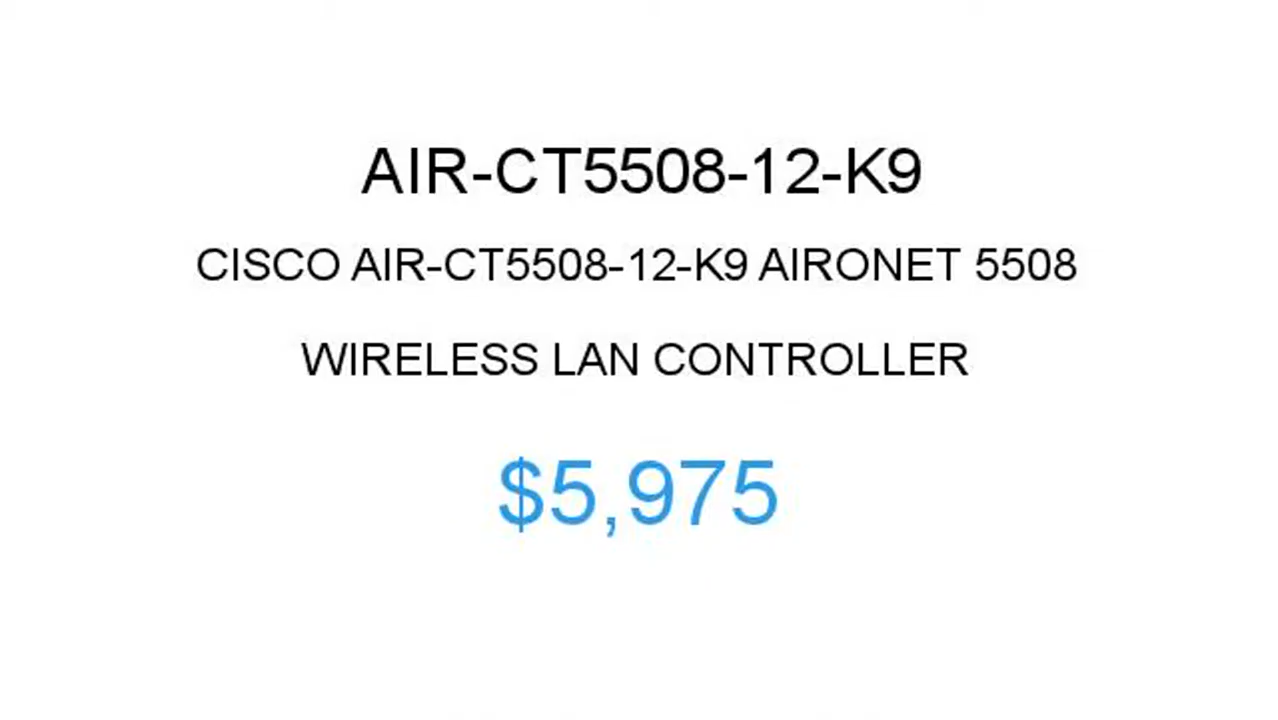 AIR-CT5508-12-K9
CISCO AIR-CT5508-12-K9 AIRONET 5508
WIRELESS LAN CONTROLLER
$5,975